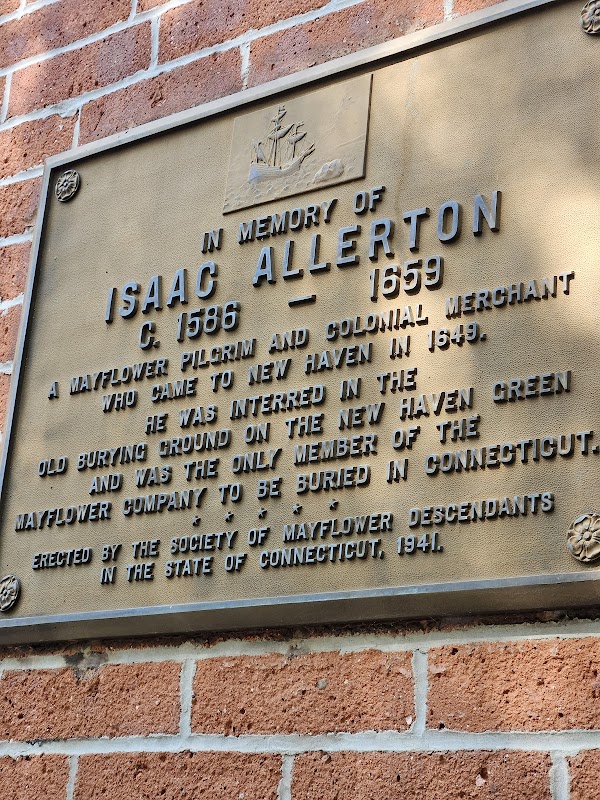 IN MEMORY OF
ISAAC ALLERTON
C. 1586 — 1659
A MAYFLOWER PILGRIM AND COLONIAL MERCHANT
WHO CAME TO NEW HAVEN IN 1649.
HE WAS INTERRED IN THE
OLD BURYING GROUND ON THE NEW HAVEN GREEN
AND WAS THE ONLY MEMBER OF THE
MAYFLOWER COMPANY TO BE BURIED IN CONNECTICUT.
* * * * *
ERECTED BY THE SOCIETY OF MAYFLOWER DESCENDANTS
IN THE STATE OF CONNECTICUT, 1941.